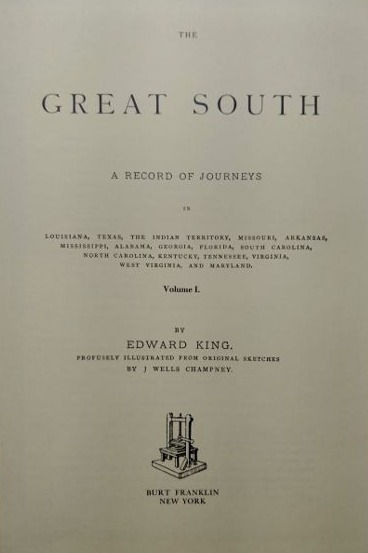 THE
GREAT SOUTH
A RECORD OF JOURNEYS
IN
LOUISIANA, TEXAS, THE INDIAN TERRITORY, MISSOURI, ARKANSAS,
MISSISSIPPI, ALABAMA, GEORGIA, FLORIDA, SOUTH CAROLINA,
NORTH CAROLINA, KENTUCKY, TENNESSEE, VIRGINIA,
WEST VIRGINIA, AND MARYLAND.
Volume I.
BY
EDWARD KING.
PROFUSELY ILLUSTRATED FROM ORIGINAL SKETCHES
BY J WELLS CHAMPNEY.
BURT FRANKLIN
NEW YORK